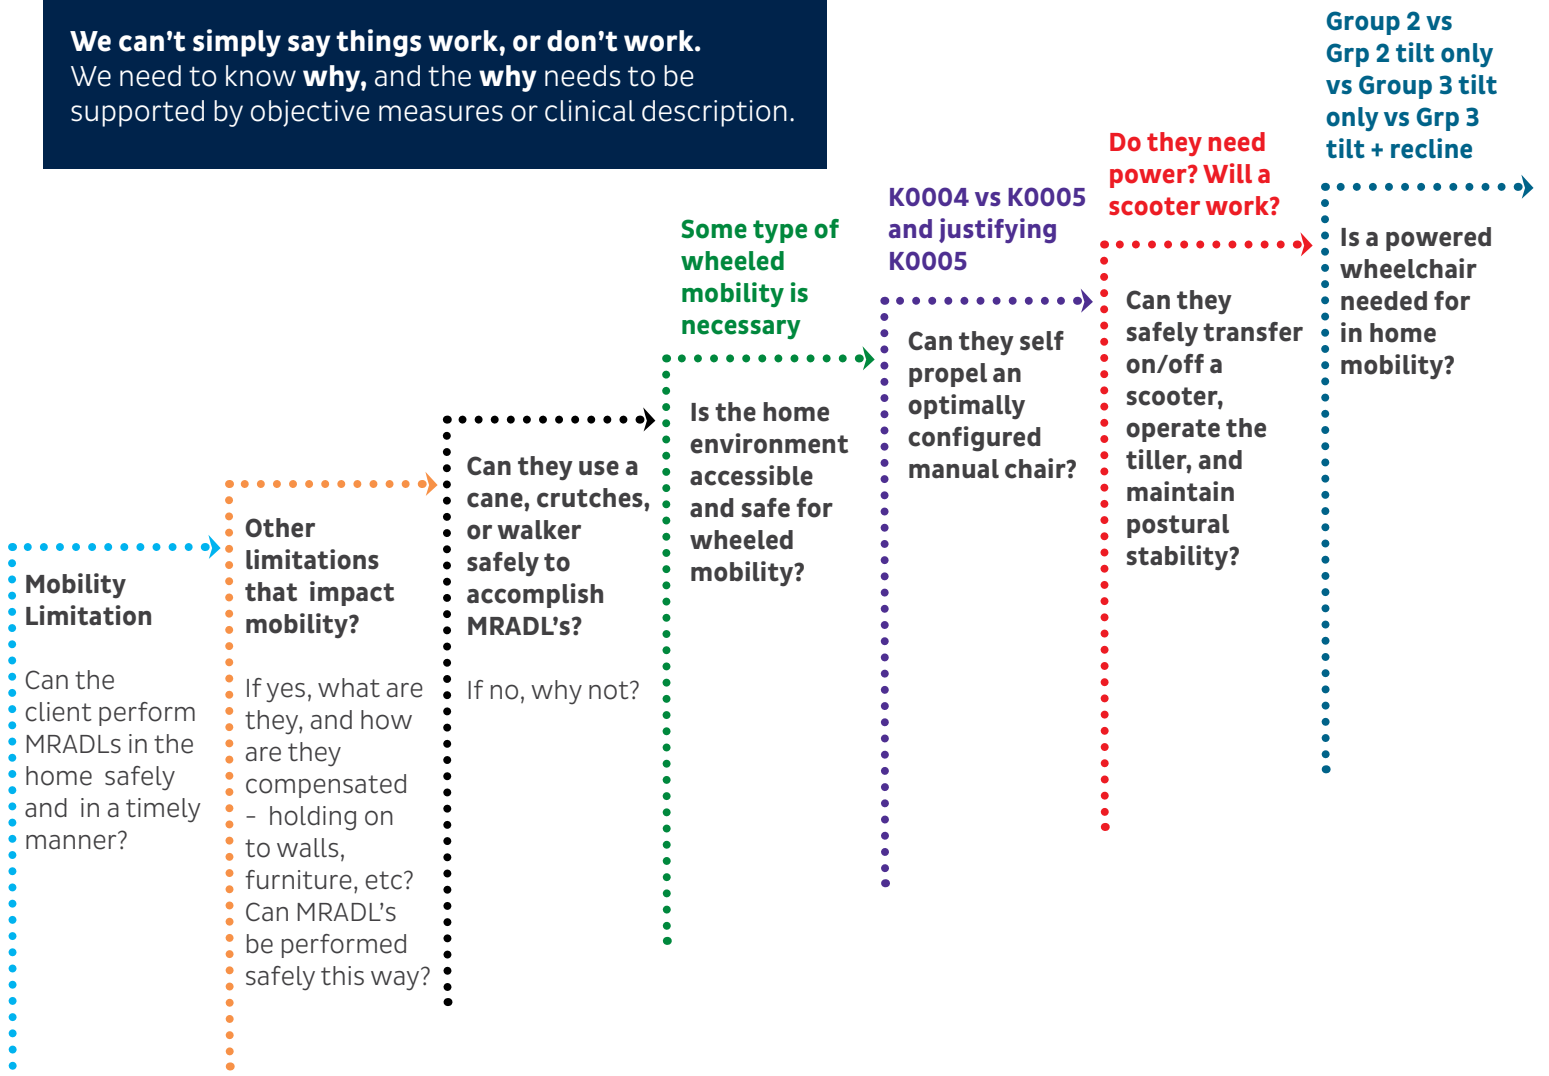 We can't simply say things work, or don't work.
We need to know why, and the why needs to be
supported by objective measures or clinical description.
Mobility
Limitation
Can the
client perform
MRADLs in the
home safely
and in a timely
manner?
Other
limitations
that impact
mobility?
If yes, what are
they, and how
are they
compensated
- holding on
to walls,
furniture, etc?
Can MRADL's
be performed
safely this way?
Can they use a
cane, crutches,
or walker
safely to
accomplish
MRADL's?
If no, why not?
Some type of
wheeled
mobility is
necessary
Is the home
environment
accessible
and safe for
wheeled
mobility?
K0004 vs K0005
and justifying
K0005
Can they self
propel an
optimally
configured
manual chair?
Do they need
power? Will a
scooter work?
Can they
safely transfer
on/off a
scooter,
operate the
tiller, and
maintain
postural
stability?
Group 2 vs
Grp 2 tilt only
vs Group 3 tilt
only vs Grp 3
tilt + recline
Is a powered
wheelchair
needed for
in home
mobility?